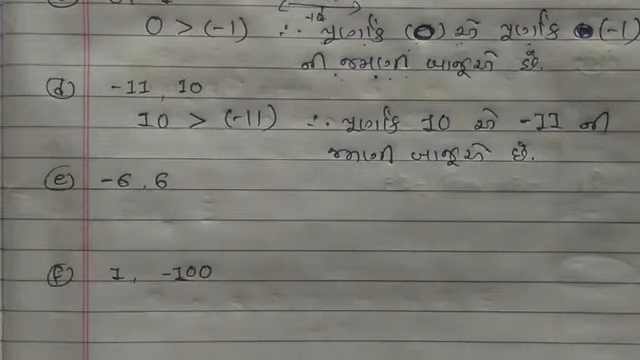 0 > (-1) ∴ પૂર્ણાંક (0) એ પૂર્ણાંક (-1)
ની જમણી બાજુએ છે.
(d) -11, 10
10 > (-11) ∴ પૂર્ણાંક 10 એ -11 ની
જમણી બાજુએ છે.
(e) -6, 6
(f) 1, -100